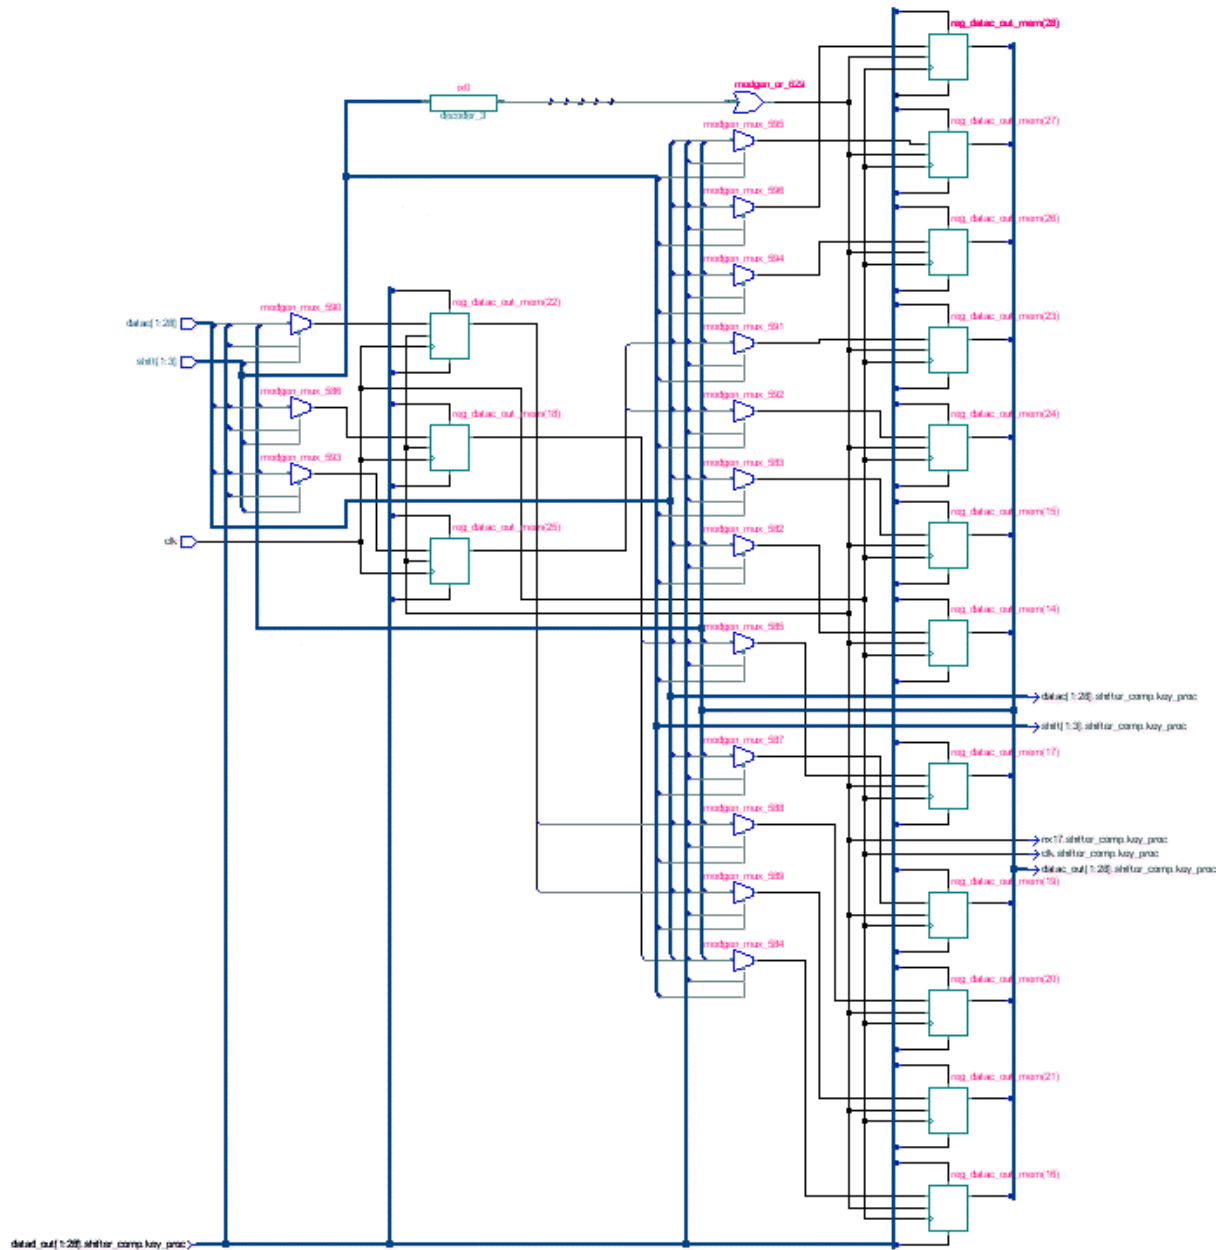 reg_datac_out_mem(28)
modgen_or_629
decoder_3
reg_datac_out_mem(27)
modgen_mux_595
modgen_mux_596
reg_datac_out_mem(26)
modgen_mux_594
reg_datac_out_mem(22)
reg_datac_out_mem(23)
modgen_mux_590
datac[1:28]
modgen_mux_591
shift[1:3]
modgen_mux_586
modgen_mux_592
reg_datac_out_mem(18)
reg_datac_out_mem(24)
modgen_mux_593
modgen_mux_583
reg_datac_out_mem(15)
reg_datac_out_mem(25)
modgen_mux_582
clk
reg_datac_out_mem(14)
modgen_mux_585
datac[1:28].shifter_comp.key_proc
shift[1:3].shifter_comp.key_proc
modgen_mux_587
reg_datac_out_mem(17)
modgen_mux_588
nx17.shifter_comp.key_proc
clk.shifter_comp.key_proc
datac_out[1:28].shifter_comp.key_proc
modgen_mux_589
reg_datac_out_mem(19)
modgen_mux_584
reg_datac_out_mem(20)
reg_datac_out_mem(21)
reg_datac_out_mem(16)
datad_out[1:28].shifter_comp.key_proc